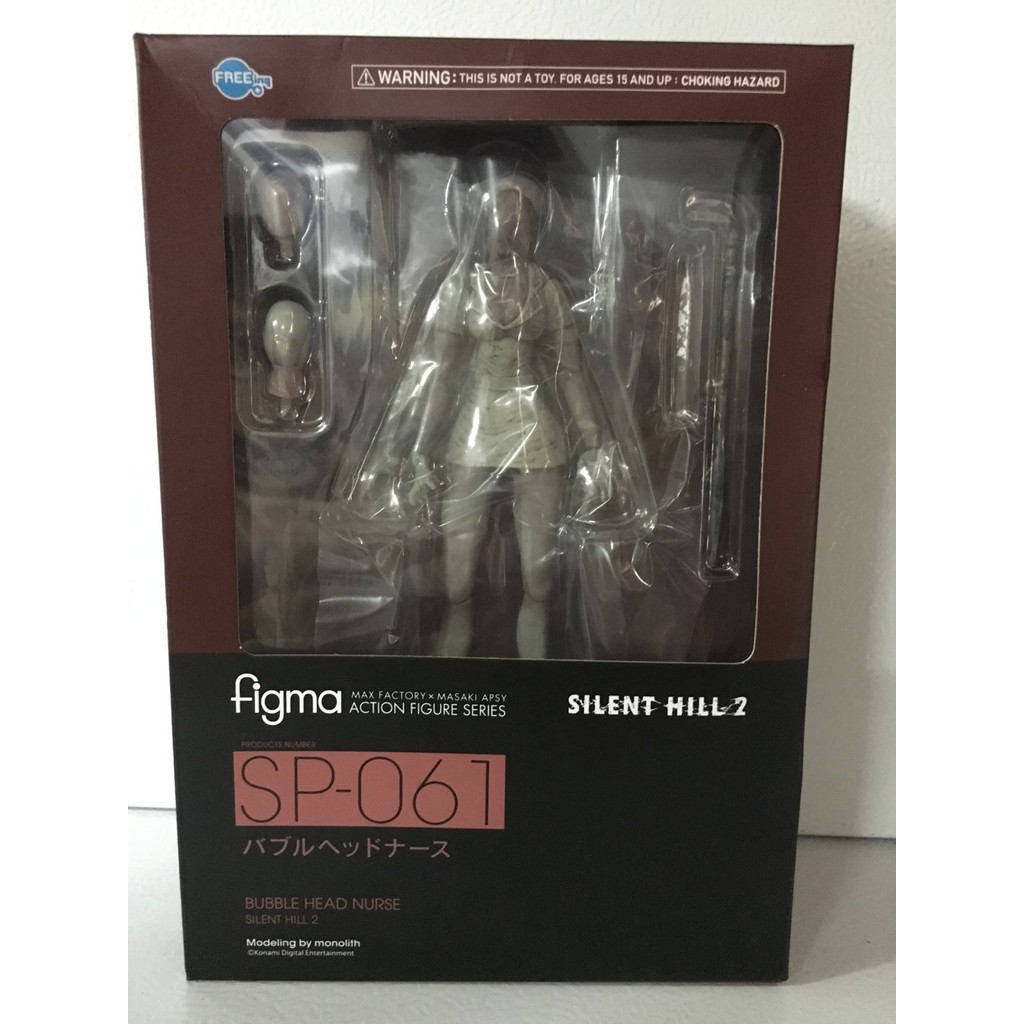 FREEing
WARNING: THIS IS NOT A TOY. FOR AGES 15 AND UP : CHOKING HAZARD
figma
MAX FACTORY × MASAKI APSY
ACTION FIGURE SERIES
SILENT HILL 2
PRODUCTS NUMBER
SP-061
バブルヘッドナース
BUBBLE HEAD NURSE
SILENT HILL 2
Modeling by monolith
©Konami Digital Entertainment